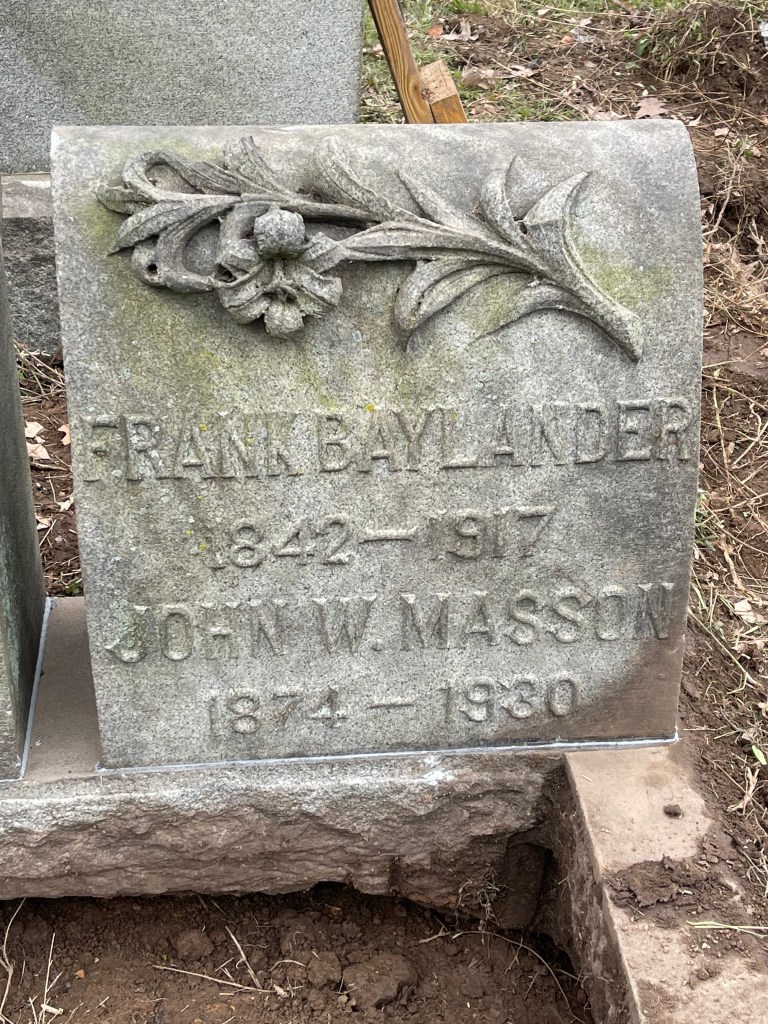 FRANK BAYLANDER
1842 — 1917
JOHN W. MASSON
1874 — 1930